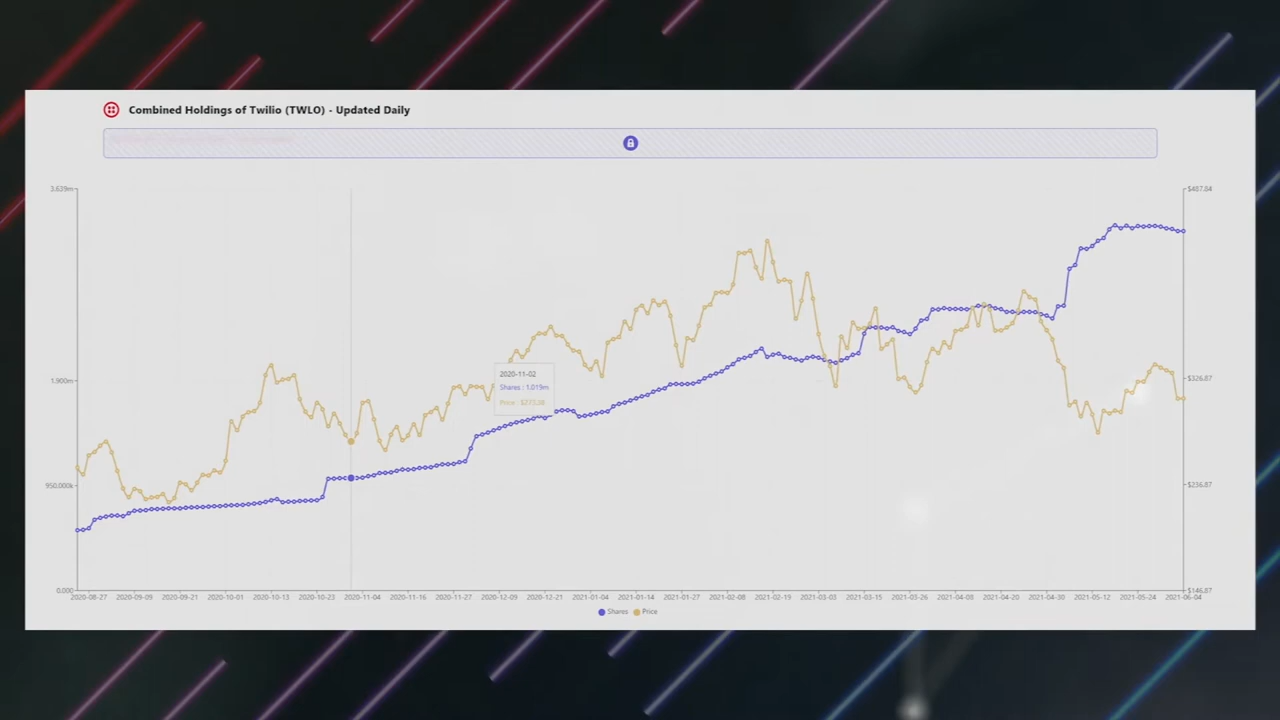 Combined Holdings of Twilio (TWLO) - Updated Daily
3.639m
$487.84
2020-11-02
Shares : 1.019m
1.900m
$326.87
950.000k
$216.87
0.000
$146.87
2020-08-27 2020-09-09 2020-09-21 2020-10-01 2020-10-13 2020-10-23 2020-11-04 2020-11-16 2020-11-27 2020-12-09 2020-12-21 2021-01-04 2021-01-14 2021-01-27 2021-02-08 2021-02-19 2021-03-03 2021-03-15 2021-03-26 2021-04-08 2021-04-20 2021-04-30 2021-05-12 2021-05-24 2021-06-04
Shares Price